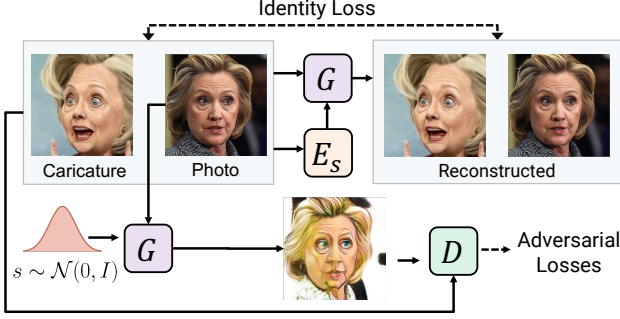 Identity Loss
G
E_s
Caricature
Photo
Reconstructed
s ∼ 𝒩(0, I)
G
D
Adversarial
Losses